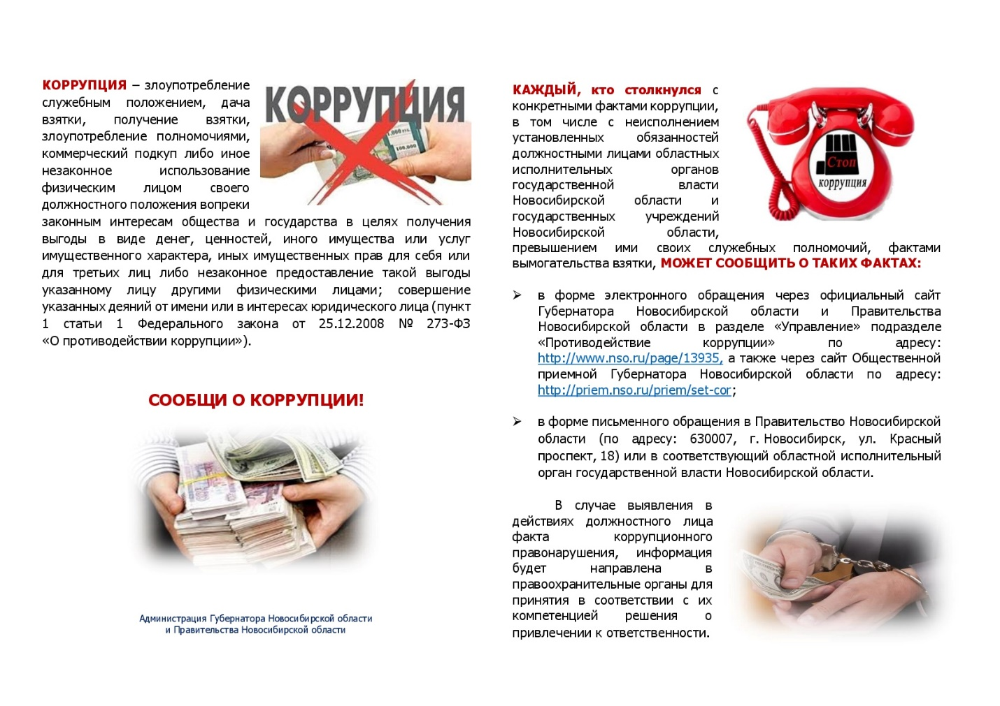 КОРРУПЦИЯ – злоупотребление
служебным положением, дача
взятки, получение взятки,
злоупотребление полномочиями,
коммерческий подкуп либо иное
незаконное использование
физическим лицом своего
должностного положения вопреки
законным интересам общества и государства в целях получения
выгоды в виде денег, ценностей, иного имущества или услуг
имущественного характера, иных имущественных прав для себя или
для третьих лиц либо незаконное предоставление такой выгоды
указанному лицу другими физическими лицами; совершение
указанных деяний от имени или в интересах юридического лица (пункт
1 статьи 1 Федерального закона от 25.12.2008 № 273-ФЗ
«О противодействии коррупции»).
КОРРУПЦИЯ
1.000 РУБ.
100.000
СООБЩИ О КОРРУПЦИИ!
Администрация Губернатора Новосибирской области
и Правительства Новосибирской области
КАЖДЫЙ, кто столкнулся с
конкретными фактами коррупции,
в том числе с неисполнением
установленных обязанностей
должностными лицами областных
исполнительных органов
государственной власти
Новосибирской области и
государственных учреждений
Новосибирской области,
превышением ими своих служебных полномочий, фактами
вымогательства взятки, МОЖЕТ СООБЩИТЬ О ТАКИХ ФАКТАХ:
Стоп
коррупция
➢ в форме электронного обращения через официальный сайт
Губернатора Новосибирской области и Правительства
Новосибирской области в разделе «Управление» подразделе
«Противодействие коррупции» по адресу:
http://www.nso.ru/page/13935, а также через сайт Общественной
приемной Губернатора Новосибирской области по адресу:
http://priem.nso.ru/priem/set-cor;
➢ в форме письменного обращения в Правительство Новосибирской
области (по адресу: 630007, г. Новосибирск, ул. Красный
проспект, 18) или в соответствующий областной исполнительный
орган государственной власти Новосибирской области.
В случае выявления в
действиях должностного лица
факта коррупционного
правонарушения, информация
будет направлена в
правоохранительные органы для
принятия в соответствии с их
компетенцией решения о
привлечении к ответственности.